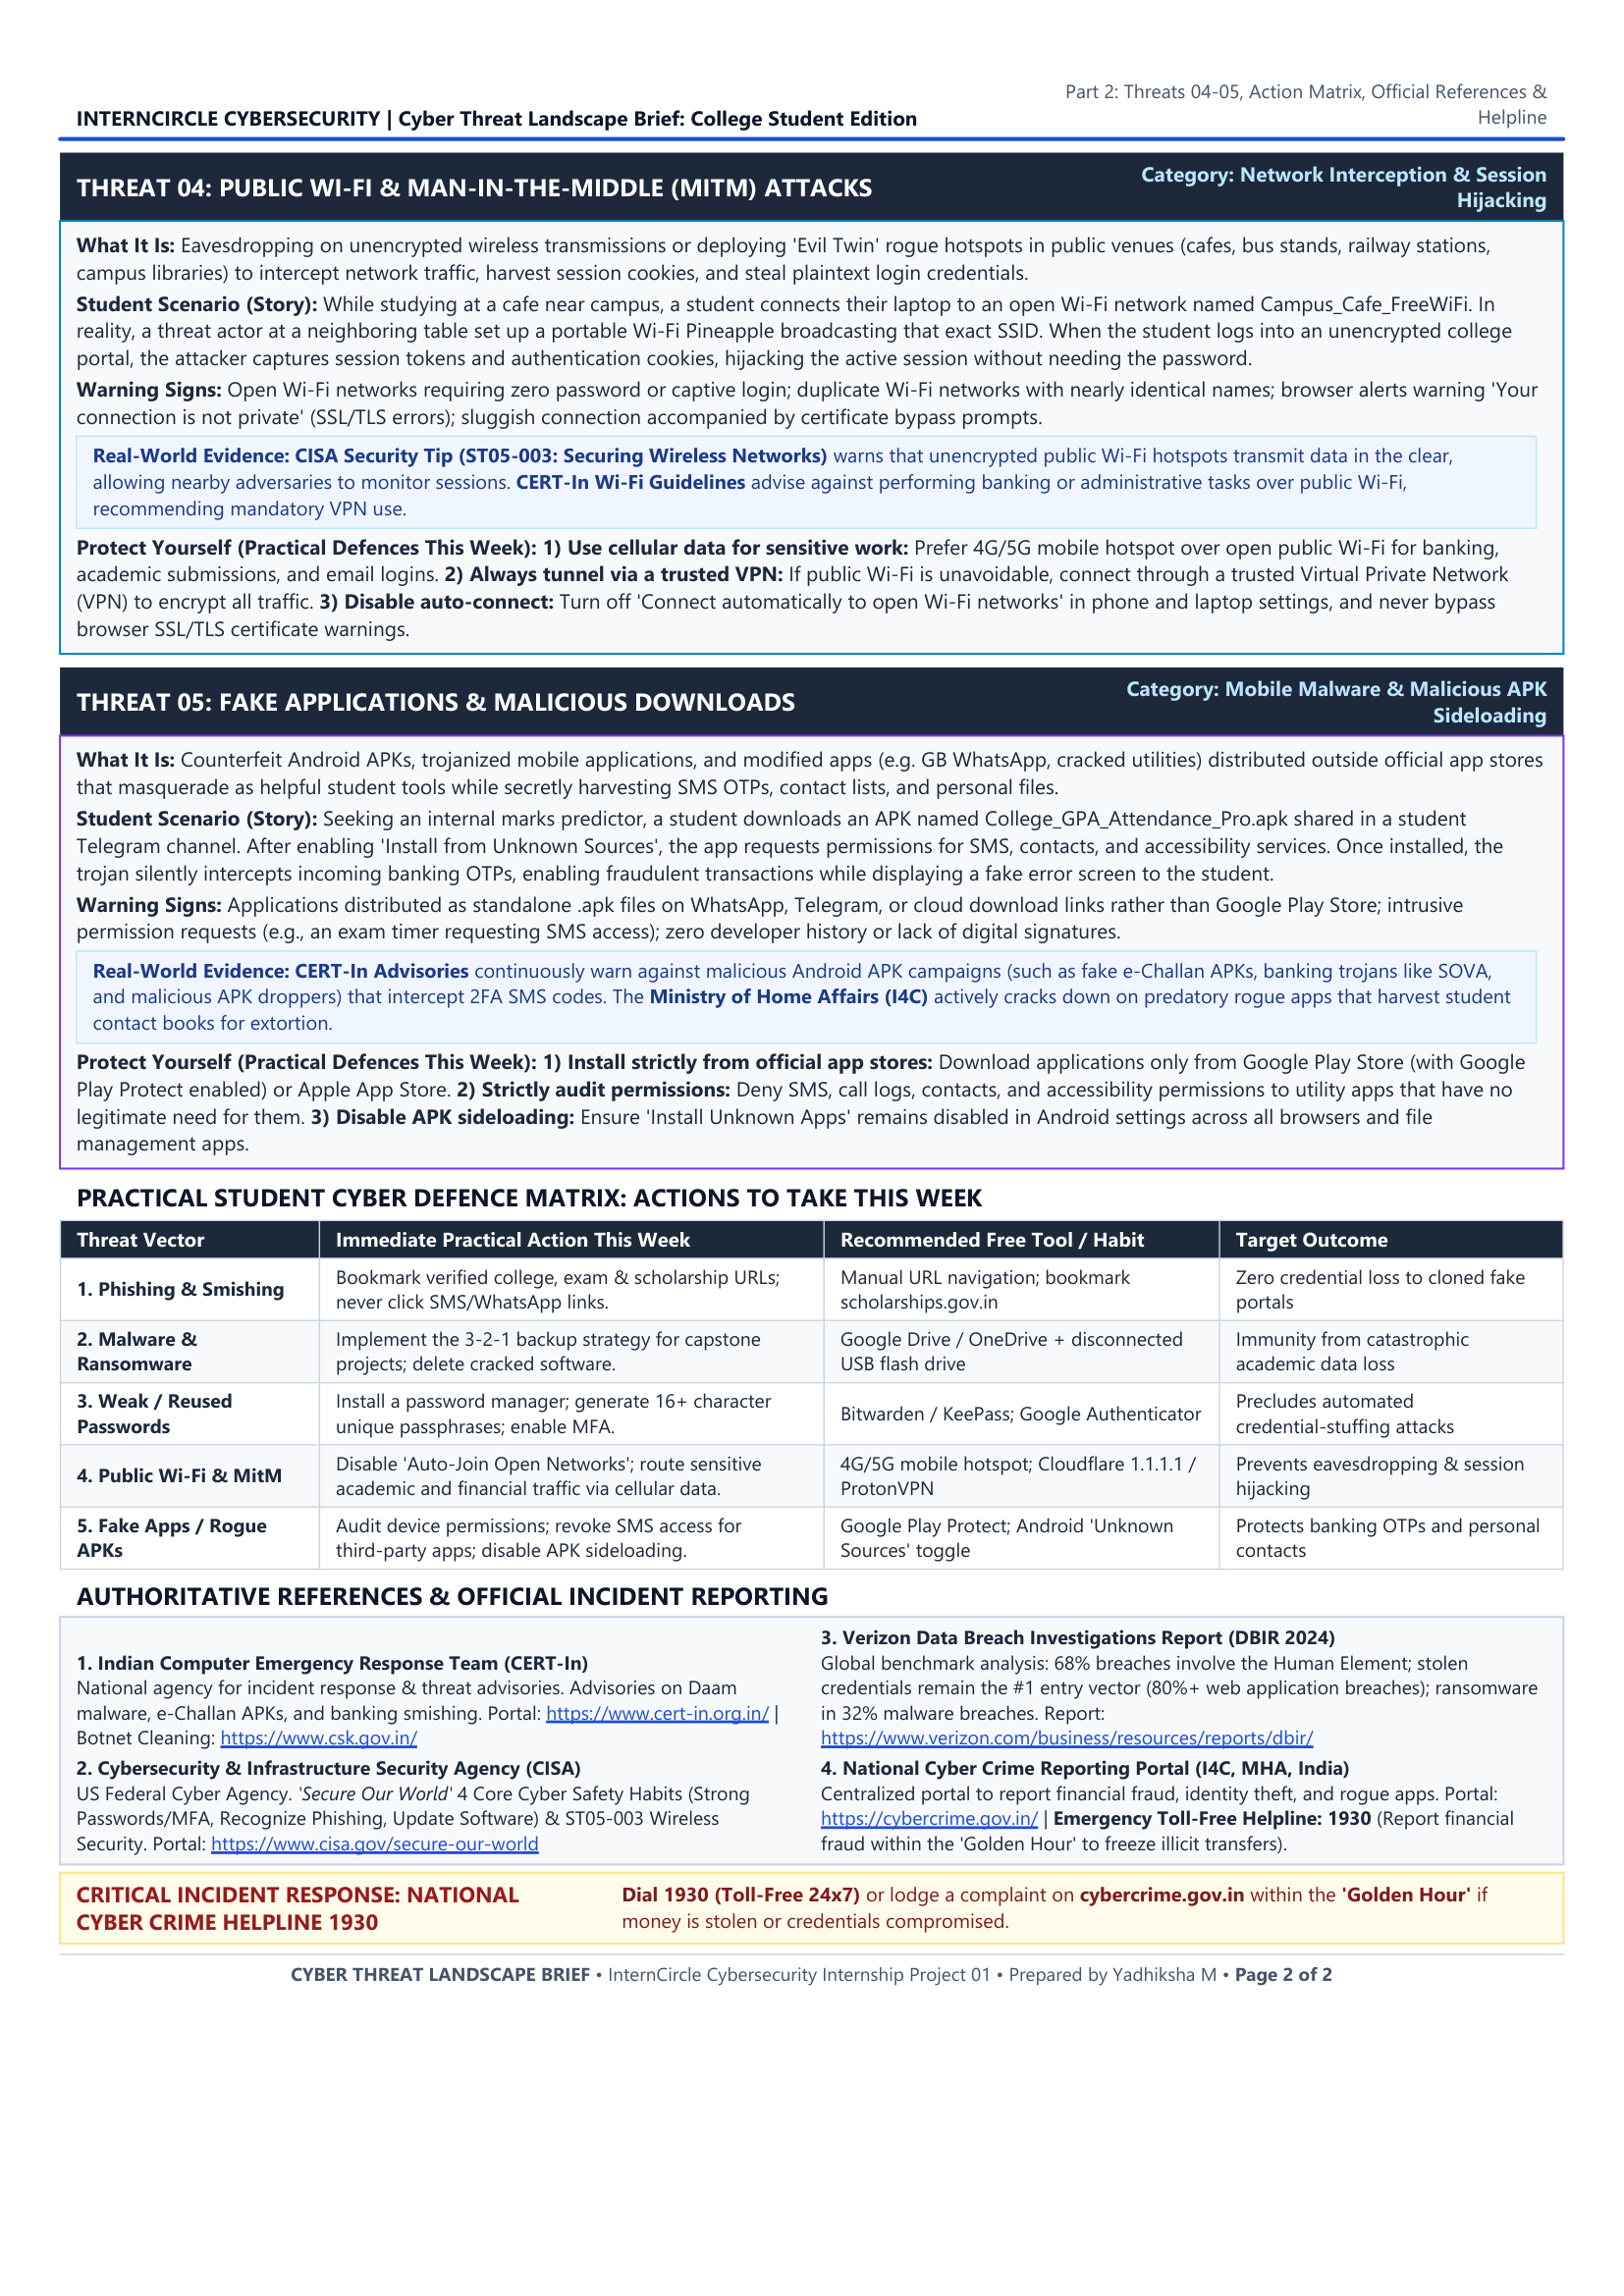 Part 2: Threats 04-05, Action Matrix, Official References &
Helpline
INTERNCIRCLE CYBERSECURITY | Cyber Threat Landscape Brief: College Student Edition
THREAT 04: PUBLIC WI-FI & MAN-IN-THE-MIDDLE (MITM) ATTACKS
Category: Network Interception & Session
Hijacking
What It Is: Eavesdropping on unencrypted wireless transmissions or deploying 'Evil Twin' rogue hotspots in public venues (cafes, bus stands, railway stations,
campus libraries) to intercept network traffic, harvest session cookies, and steal plaintext login credentials.
Student Scenario (Story): While studying at a cafe near campus, a student connects their laptop to an open Wi-Fi network named Campus_Cafe_FreeWiFi. In
reality, a threat actor at a neighboring table set up a portable Wi-Fi Pineapple broadcasting that exact SSID. When the student logs into an unencrypted college
portal, the attacker captures session tokens and authentication cookies, hijacking the active session without needing the password.
Warning Signs: Open Wi-Fi networks requiring zero password or captive login; duplicate Wi-Fi networks with nearly identical names; browser alerts warning 'Your
connection is not private' (SSL/TLS errors); sluggish connection accompanied by certificate bypass prompts.
Real-World Evidence: CISA Security Tip (ST05-003: Securing Wireless Networks) warns that unencrypted public Wi-Fi hotspots transmit data in the clear,
allowing nearby adversaries to monitor sessions. CERT-In Wi-Fi Guidelines advise against performing banking or administrative tasks over public Wi-Fi,
recommending mandatory VPN use.
Protect Yourself (Practical Defences This Week): 1) Use cellular data for sensitive work: Prefer 4G/5G mobile hotspot over open public Wi-Fi for banking,
academic submissions, and email logins. 2) Always tunnel via a trusted VPN: If public Wi-Fi is unavoidable, connect through a trusted Virtual Private Network
(VPN) to encrypt all traffic. 3) Disable auto-connect: Turn off 'Connect automatically to open Wi-Fi networks' in phone and laptop settings, and never bypass
browser SSL/TLS certificate warnings.
THREAT 05: FAKE APPLICATIONS & MALICIOUS DOWNLOADS
Category: Mobile Malware & Malicious APK
Sideloading
What It Is: Counterfeit Android APKs, trojanized mobile applications, and modified apps (e.g. GB WhatsApp, cracked utilities) distributed outside official app stores
that masquerade as helpful student tools while secretly harvesting SMS OTPs, contact lists, and personal files.
Student Scenario (Story): Seeking an internal marks predictor, a student downloads an APK named College_GPA_Attendance_Pro.apk shared in a student
Telegram channel. After enabling 'Install from Unknown Sources', the app requests permissions for SMS, contacts, and accessibility services. Once installed, the
trojan silently intercepts incoming banking OTPs, enabling fraudulent transactions while displaying a fake error screen to the student.
Warning Signs: Applications distributed as standalone .apk files on WhatsApp, Telegram, or cloud download links rather than Google Play Store; intrusive
permission requests (e.g., an exam timer requesting SMS access); zero developer history or lack of digital signatures.
Real-World Evidence: CERT-In Advisories continuously warn against malicious Android APK campaigns (such as fake e-Challan APKs, banking trojans like SOVA,
and malicious APK droppers) that intercept 2FA SMS codes. The Ministry of Home Affairs (I4C) actively cracks down on predatory rogue apps that harvest student
contact books for extortion.
Protect Yourself (Practical Defences This Week): 1) Install strictly from official app stores: Download applications only from Google Play Store (with Google
Play Protect enabled) or Apple App Store. 2) Strictly audit permissions: Deny SMS, call logs, contacts, and accessibility permissions to utility apps that have no
legitimate need for them. 3) Disable APK sideloading: Ensure 'Install Unknown Apps' remains disabled in Android settings across all browsers and file
management apps.
PRACTICAL STUDENT CYBER DEFENCE MATRIX: ACTIONS TO TAKE THIS WEEK
Threat Vector
Immediate Practical Action This Week
Recommended Free Tool / Habit
Target Outcome
1. Phishing & Smishing
Bookmark verified college, exam & scholarship URLs;
never click SMS/WhatsApp links.
Manual URL navigation; bookmark
scholarships.gov.in
Zero credential loss to cloned fake
portals
2. Malware &
Ransomware
Implement the 3-2-1 backup strategy for capstone
projects; delete cracked software.
Google Drive / OneDrive + disconnected
USB flash drive
Immunity from catastrophic
academic data loss
3. Weak / Reused
Passwords
Install a password manager; generate 16+ character
unique passphrases; enable MFA.
Bitwarden / KeePass; Google Authenticator
Precludes automated
credential-stuffing attacks
4. Public Wi-Fi & MitM
Disable 'Auto-Join Open Networks'; route sensitive
academic and financial traffic via cellular data.
4G/5G mobile hotspot; Cloudflare 1.1.1.1 /
ProtonVPN
Prevents eavesdropping & session
hijacking
5. Fake Apps / Rogue
APKs
Audit device permissions; revoke SMS access for
third-party apps; disable APK sideloading.
Google Play Protect; Android 'Unknown
Sources' toggle
Protects banking OTPs and personal
contacts
AUTHORITATIVE REFERENCES & OFFICIAL INCIDENT REPORTING
1. Indian Computer Emergency Response Team (CERT-In)
National agency for incident response & threat advisories. Advisories on Daam
malware, e-Challan APKs, and banking smishing. Portal: https://www.cert-in.org.in/ |
Botnet Cleaning: https://www.csk.gov.in/
2. Cybersecurity & Infrastructure Security Agency (CISA)
US Federal Cyber Agency. 'Secure Our World' 4 Core Cyber Safety Habits (Strong
Passwords/MFA, Recognize Phishing, Update Software) & ST05-003 Wireless
Security. Portal: https://www.cisa.gov/secure-our-world
3. Verizon Data Breach Investigations Report (DBIR 2024)
Global benchmark analysis: 68% breaches involve the Human Element; stolen
credentials remain the #1 entry vector (80%+ web application breaches); ransomware
in 32% malware breaches. Report:
https://www.verizon.com/business/resources/reports/dbir/
4. National Cyber Crime Reporting Portal (I4C, MHA, India)
Centralized portal to report financial fraud, identity theft, and rogue apps. Portal:
https://cybercrime.gov.in/ | Emergency Toll-Free Helpline: 1930 (Report financial
fraud within the 'Golden Hour' to freeze illicit transfers).
CRITICAL INCIDENT RESPONSE: NATIONAL
CYBER CRIME HELPLINE 1930
Dial 1930 (Toll-Free 24x7) or lodge a complaint on cybercrime.gov.in within the 'Golden Hour' if
money is stolen or credentials compromised.
CYBER THREAT LANDSCAPE BRIEF • InternCircle Cybersecurity Internship Project 01 • Prepared by Yadhiksha M • Page 2 of 2